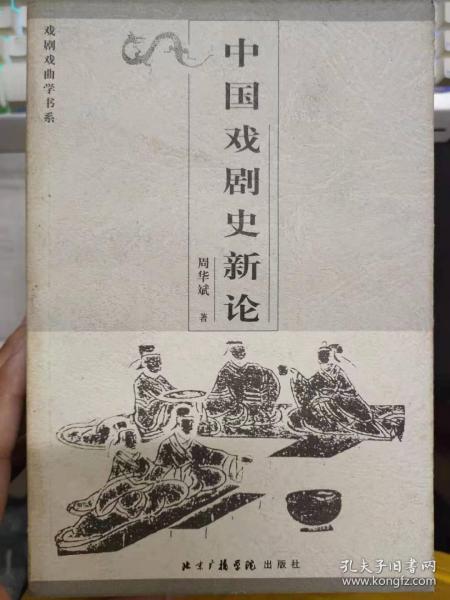 戏剧戏曲学书系
中国戏剧史新论
周华斌 著
北京广播学院 出版社
孔夫子旧书网
www.kongfz.com